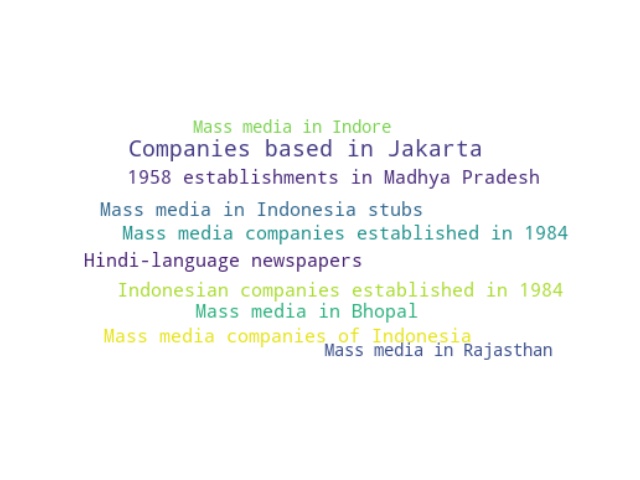 Mass media in Indore
Companies based in Jakarta
1958 establishments in Madhya Pradesh
Mass media in Indonesia stubs
Mass media companies established in 1984
Hindi-language newspapers
Indonesian companies established in 1984
Mass media in Bhopal
Mass media companies of Indonesia
Mass media in Rajasthan